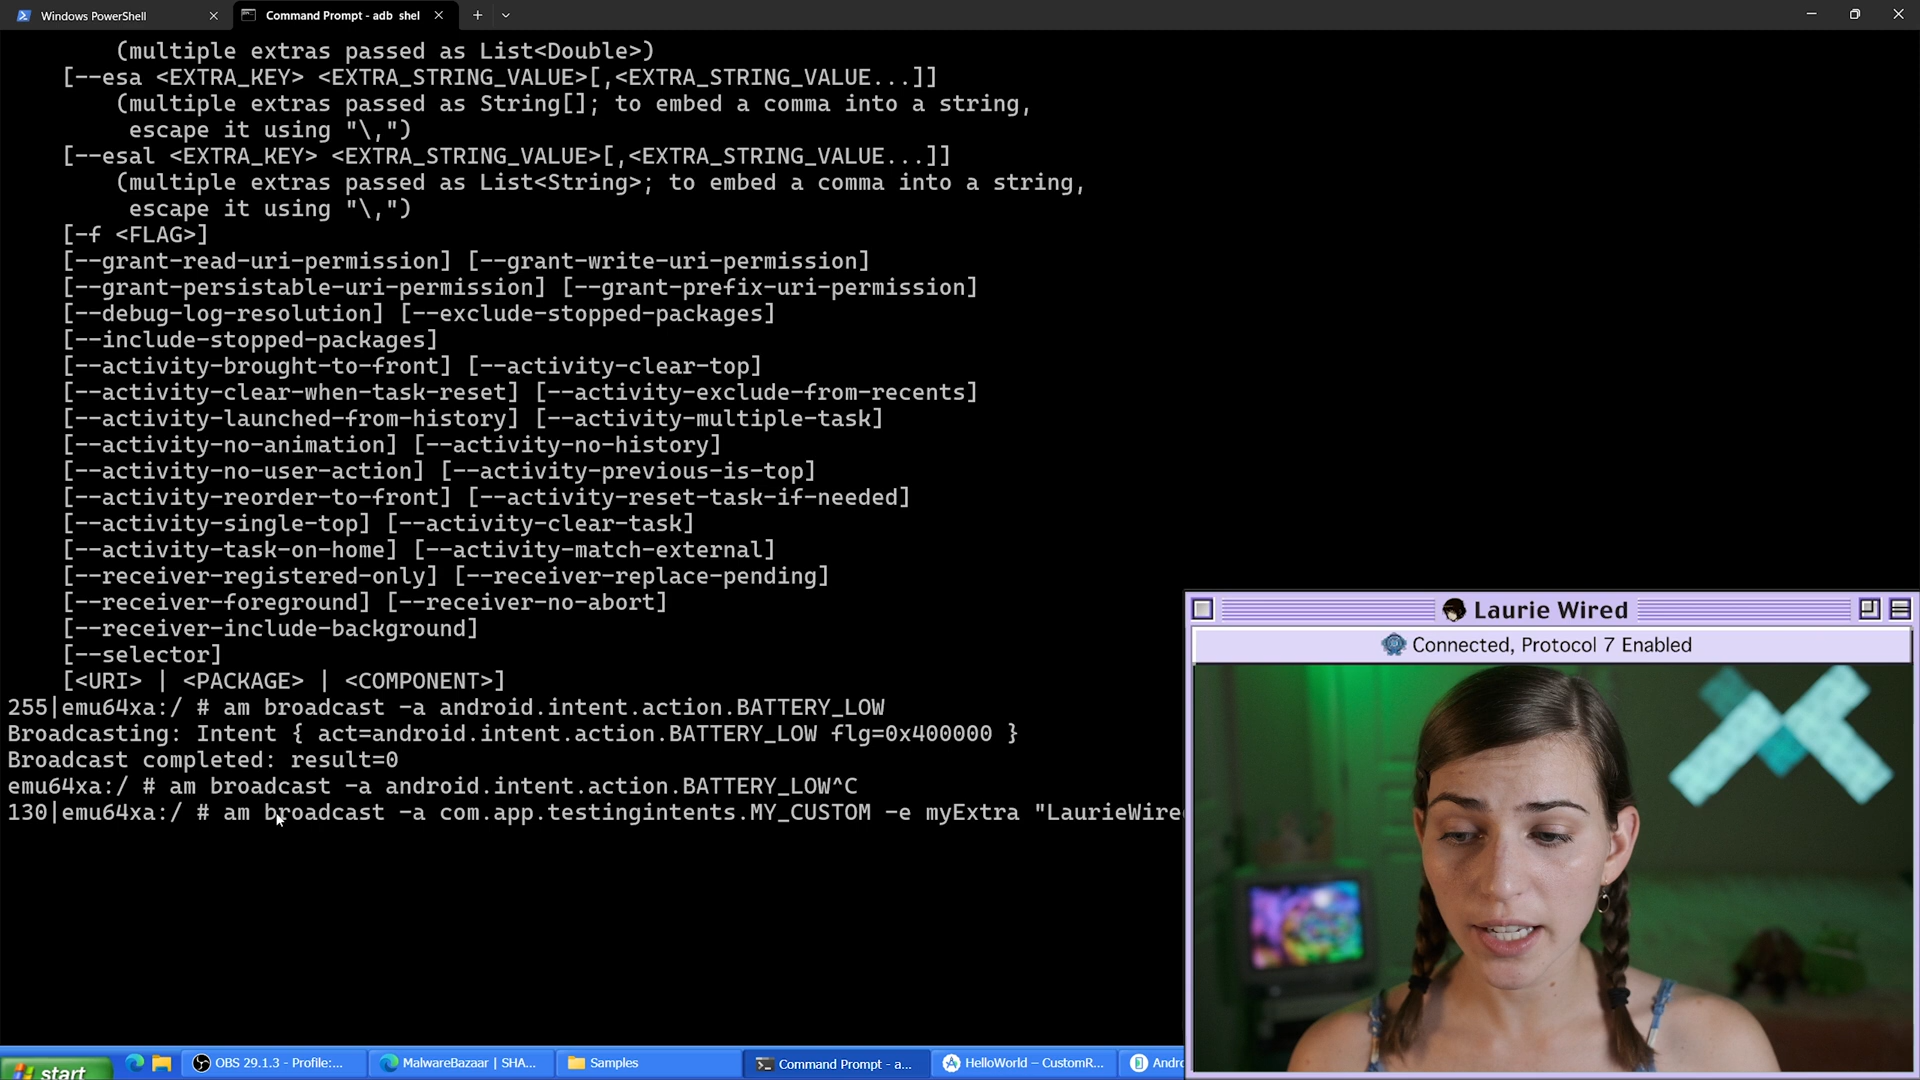 Windows PowerShell
Command Prompt - adb shel
(multiple extras passed as List<Double>)
[--esa <EXTRA_KEY> <EXTRA_STRING_VALUE>[,<EXTRA_STRING_VALUE...]]
(multiple extras passed as String[]; to embed a comma into a string,
escape it using "\,")
[--esal <EXTRA_KEY> <EXTRA_STRING_VALUE>[,<EXTRA_STRING_VALUE...]]
(multiple extras passed as List<String>; to embed a comma into a string,
escape it using "\,")
[-f <FLAG>]
[--grant-read-uri-permission] [--grant-write-uri-permission]
[--grant-persistable-uri-permission] [--grant-prefix-uri-permission]
[--debug-log-resolution] [--exclude-stopped-packages]
[--include-stopped-packages]
[--activity-brought-to-front] [--activity-clear-top]
[--activity-clear-when-task-reset] [--activity-exclude-from-recents]
[--activity-launched-from-history] [--activity-multiple-task]
[--activity-no-animation] [--activity-no-history]
[--activity-no-user-action] [--activity-previous-is-top]
[--activity-reorder-to-front] [--activity-reset-task-if-needed]
[--activity-single-top] [--activity-clear-task]
[--activity-task-on-home] [--activity-match-external]
[--receiver-registered-only] [--receiver-replace-pending]
[--receiver-foreground] [--receiver-no-abort]
[--receiver-include-background]
[--selector]
[<URI> | <PACKAGE> | <COMPONENT>]
255|emu64xa:/ # am broadcast -a android.intent.action.BATTERY_LOW
Broadcasting: Intent { act=android.intent.action.BATTERY_LOW flg=0x400000 }
Broadcast completed: result=0
emu64xa:/ # am broadcast -a android.intent.action.BATTERY_LOW^C
130|emu64xa:/ # am broadcast -a com.app.testingintents.MY_CUSTOM -e myExtra "LaurieWire
Laurie Wired
Connected, Protocol 7 Enabled
start
OBS 29.1.3 - Profile:...
MalwareBazaar | SHA...
Samples
Command Prompt - a...
HelloWorld – CustomR...
Andro